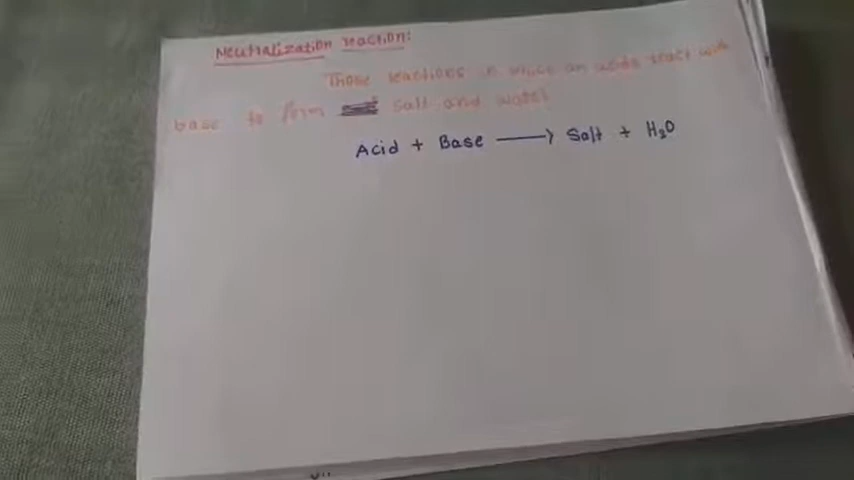 Neutralization reaction:
Those reactions in which an acids react with
base to form salt and water
Acid + Base ⟶ Salt + H₂O